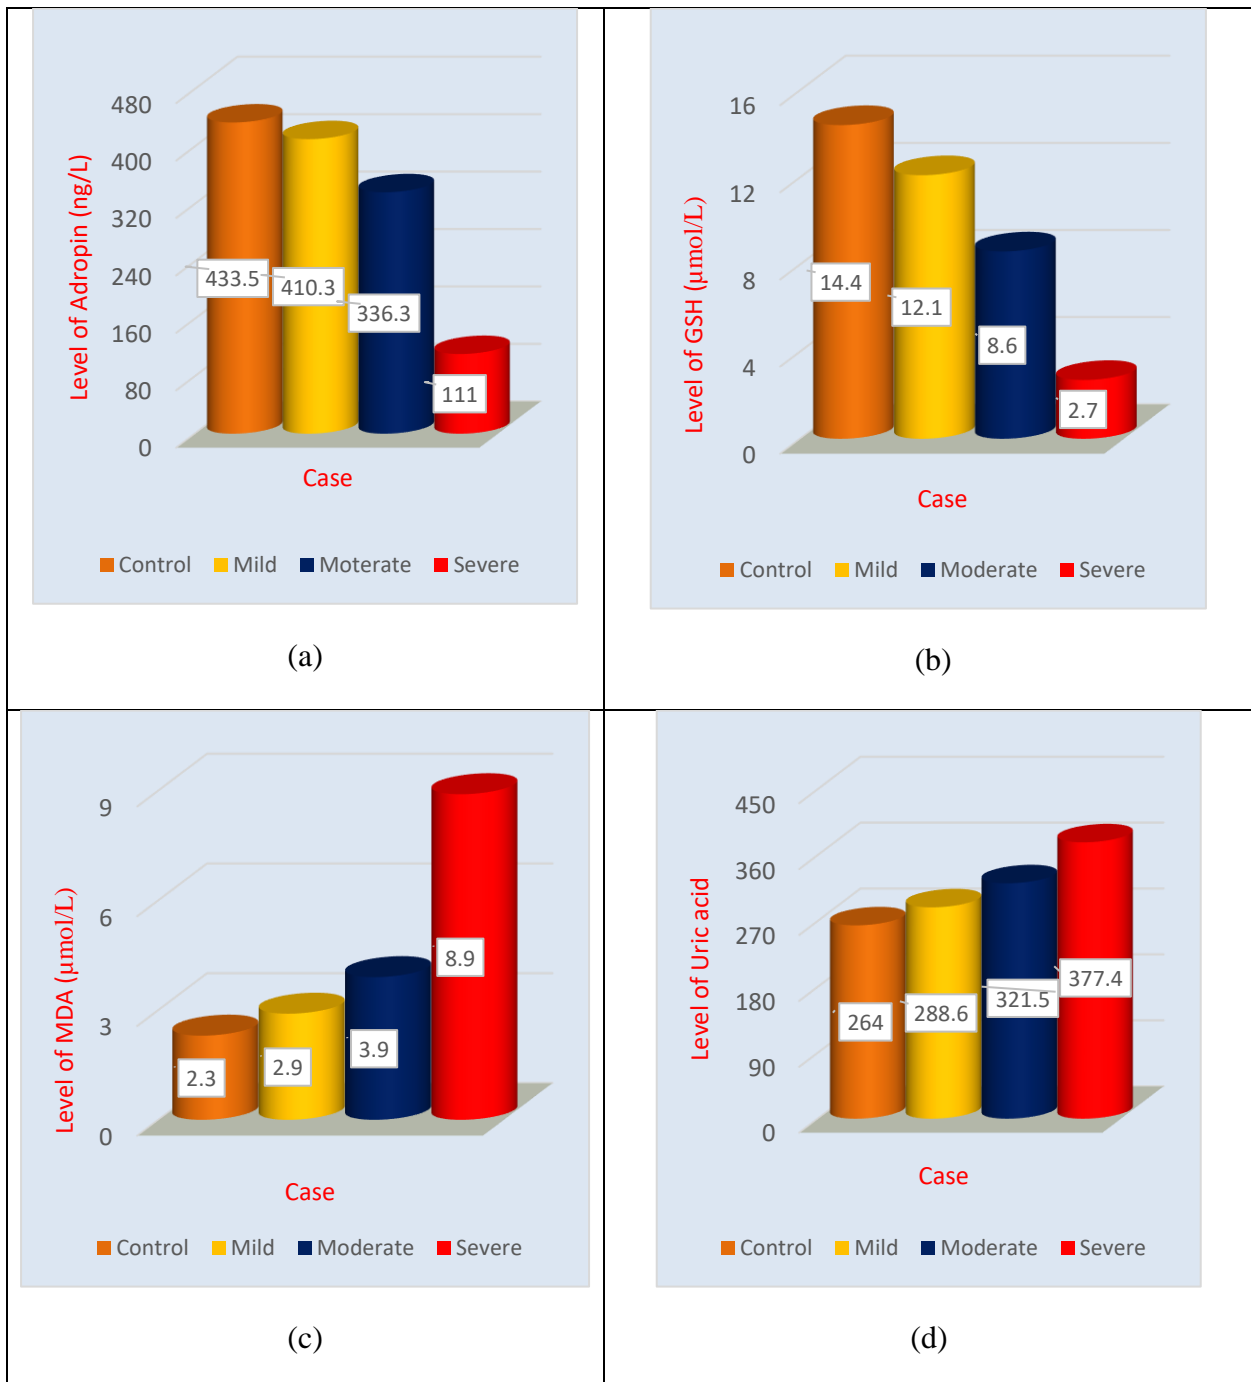 480
400
320
240
160
80
0
Level of Adropin (ng/L)
433.5
410.3
336.3
111
Case
Control Mild Moterate Severe
(a)
16
12
8
4
0
Level of GSH (µmol/L)
14.4
12.1
8.6
2.7
Case
Control Mild Moderate Severe
(b)
9
6
3
0
Level of MDA (µmol/L)
2.3
2.9
3.9
8.9
Case
Control Mild Moderate Severe
(c)
450
360
270
180
90
0
Level of Uric acid
264
288.6
321.5
377.4
Case
Control Mild Moderate Severe
(d)